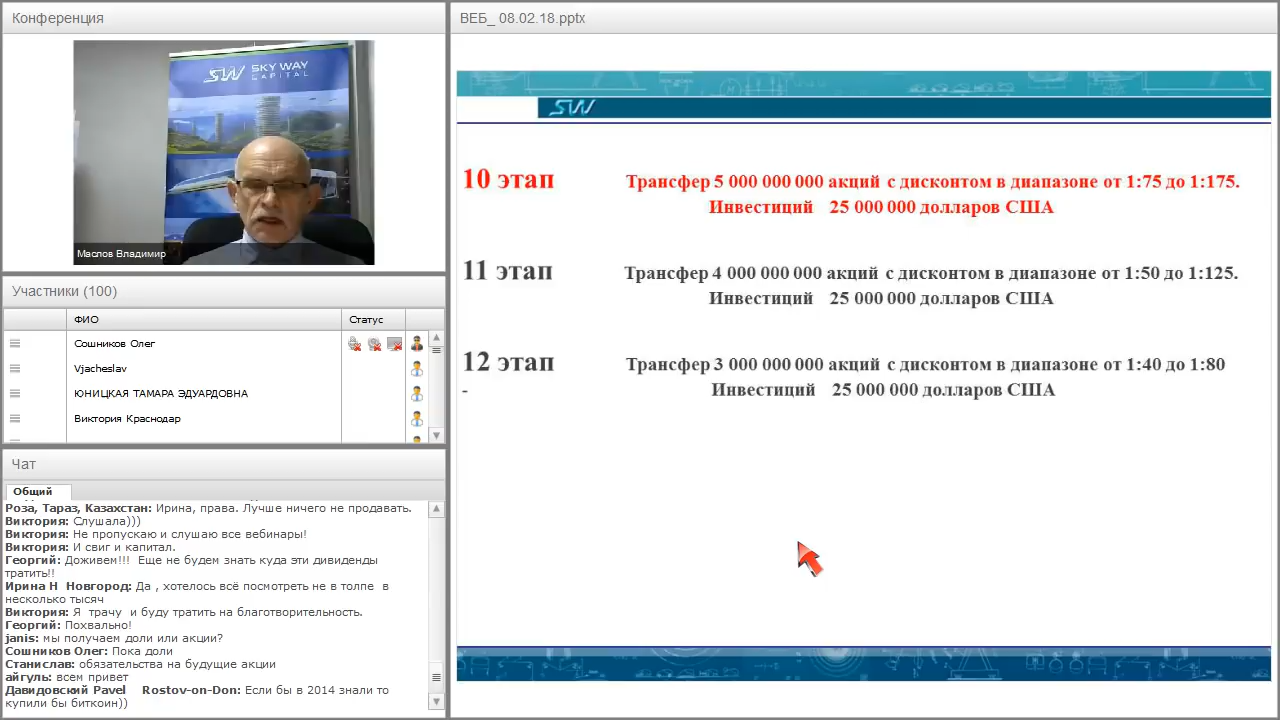 Конференция
SW SKY WAY
CAPITAL
Маслов Владимир
Участники (100)
ФИО
Статус
Сошников Олег
Vjacheslav
ЮНИЦКАЯ ТАМАРА ЭДУАРДОВНА
Виктория Краснодар
Чат
Общий
Роза, Тараз, Казахстан: Ирина, права. Лучше ничего не продавать.
Виктория: Слушала)))
Виктория: Не пропускаю и слушаю все вебинары!
Виктория: И свиг и капитал.
Георгий: Доживем!!! Еще не будем знать куда эти дивиденды
тратить!!
Ирина Н Новгород: Да , хотелось всё посмотреть не в толпе в
несколько тысяч
Виктория: Я трачу и буду тратить на благотворительность.
Георгий: Похвально!
janis: мы получаем доли или акции?
Сошников Олег: Пока доли
Станислав: обязательства на будущие акции
айгуль: всем привет
Давидовский Pavel Rostov-on-Don: Если бы в 2014 знали то
купили бы биткоин))
ВЕБ_ 08.02.18.pptx
SW
10 этап Трансфер 5 000 000 000 акций с дисконтом в диапазоне от 1:75 до 1:175.
Инвестиций 25 000 000 долларов США
11 этап Трансфер 4 000 000 000 акций с дисконтом в диапазоне от 1:50 до 1:125.
Инвестиций 25 000 000 долларов США
12 этап Трансфер 3 000 000 000 акций с дисконтом в диапазоне от 1:40 до 1:80
- Инвестиций 25 000 000 долларов США